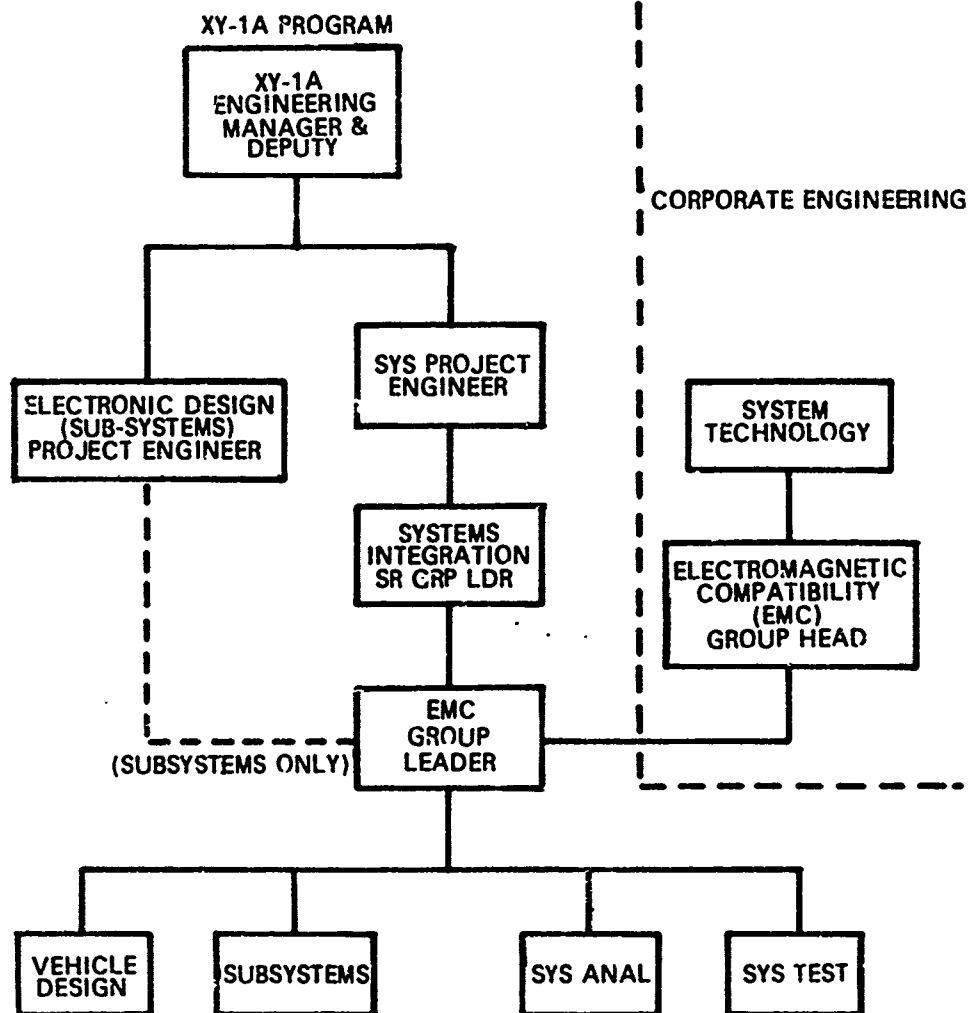 XY-1A PROGRAM
XY-1A
ENGINEERING
MANAGER &
DEPUTY
CORPORATE ENGINEERING
SYS PROJECT
ENGINEER
ELECTRONIC DESIGN
(SUB-SYSTEMS)
PROJECT ENGINEER
SYSTEM
TECHNOLOGY
SYSTEMS
INTEGRATION
SR GRP LDR
ELECTROMAGNETIC
COMPATIBILITY
(EMC)
GROUP HEAD
EMC
GROUP
LEADER
(SUBSYSTEMS ONLY)
VEHICLE
DESIGN
SUBSYSTEMS
SYS ANAL
SYS TEST